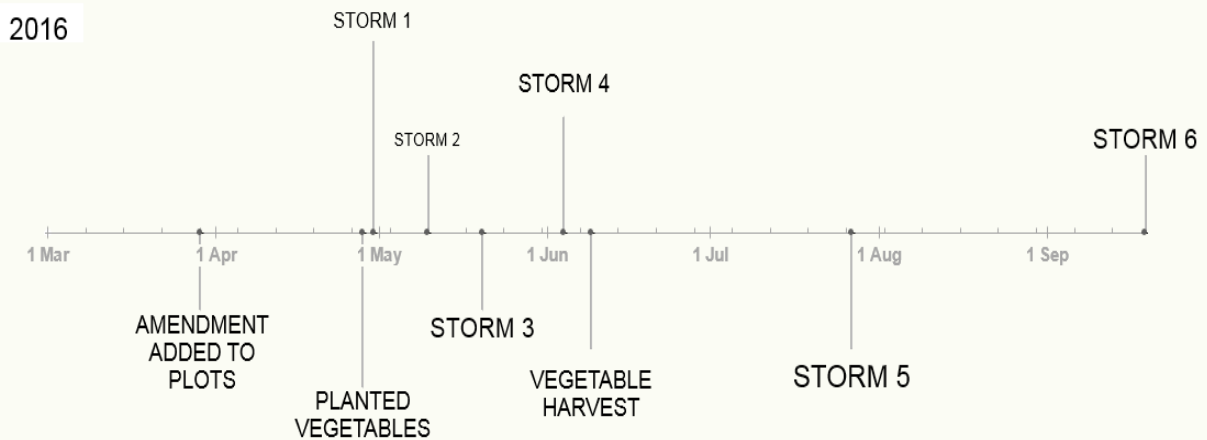 2016
STORM 1
STORM 2
STORM 4
STORM 6
1 Mar
1 Apr
1 May
1 Jun
1 Jul
1 Aug
1 Sep
AMENDMENT
ADDED TO
PLOTS
PLANTED
VEGETABLES
STORM 3
VEGETABLE
HARVEST
STORM 5